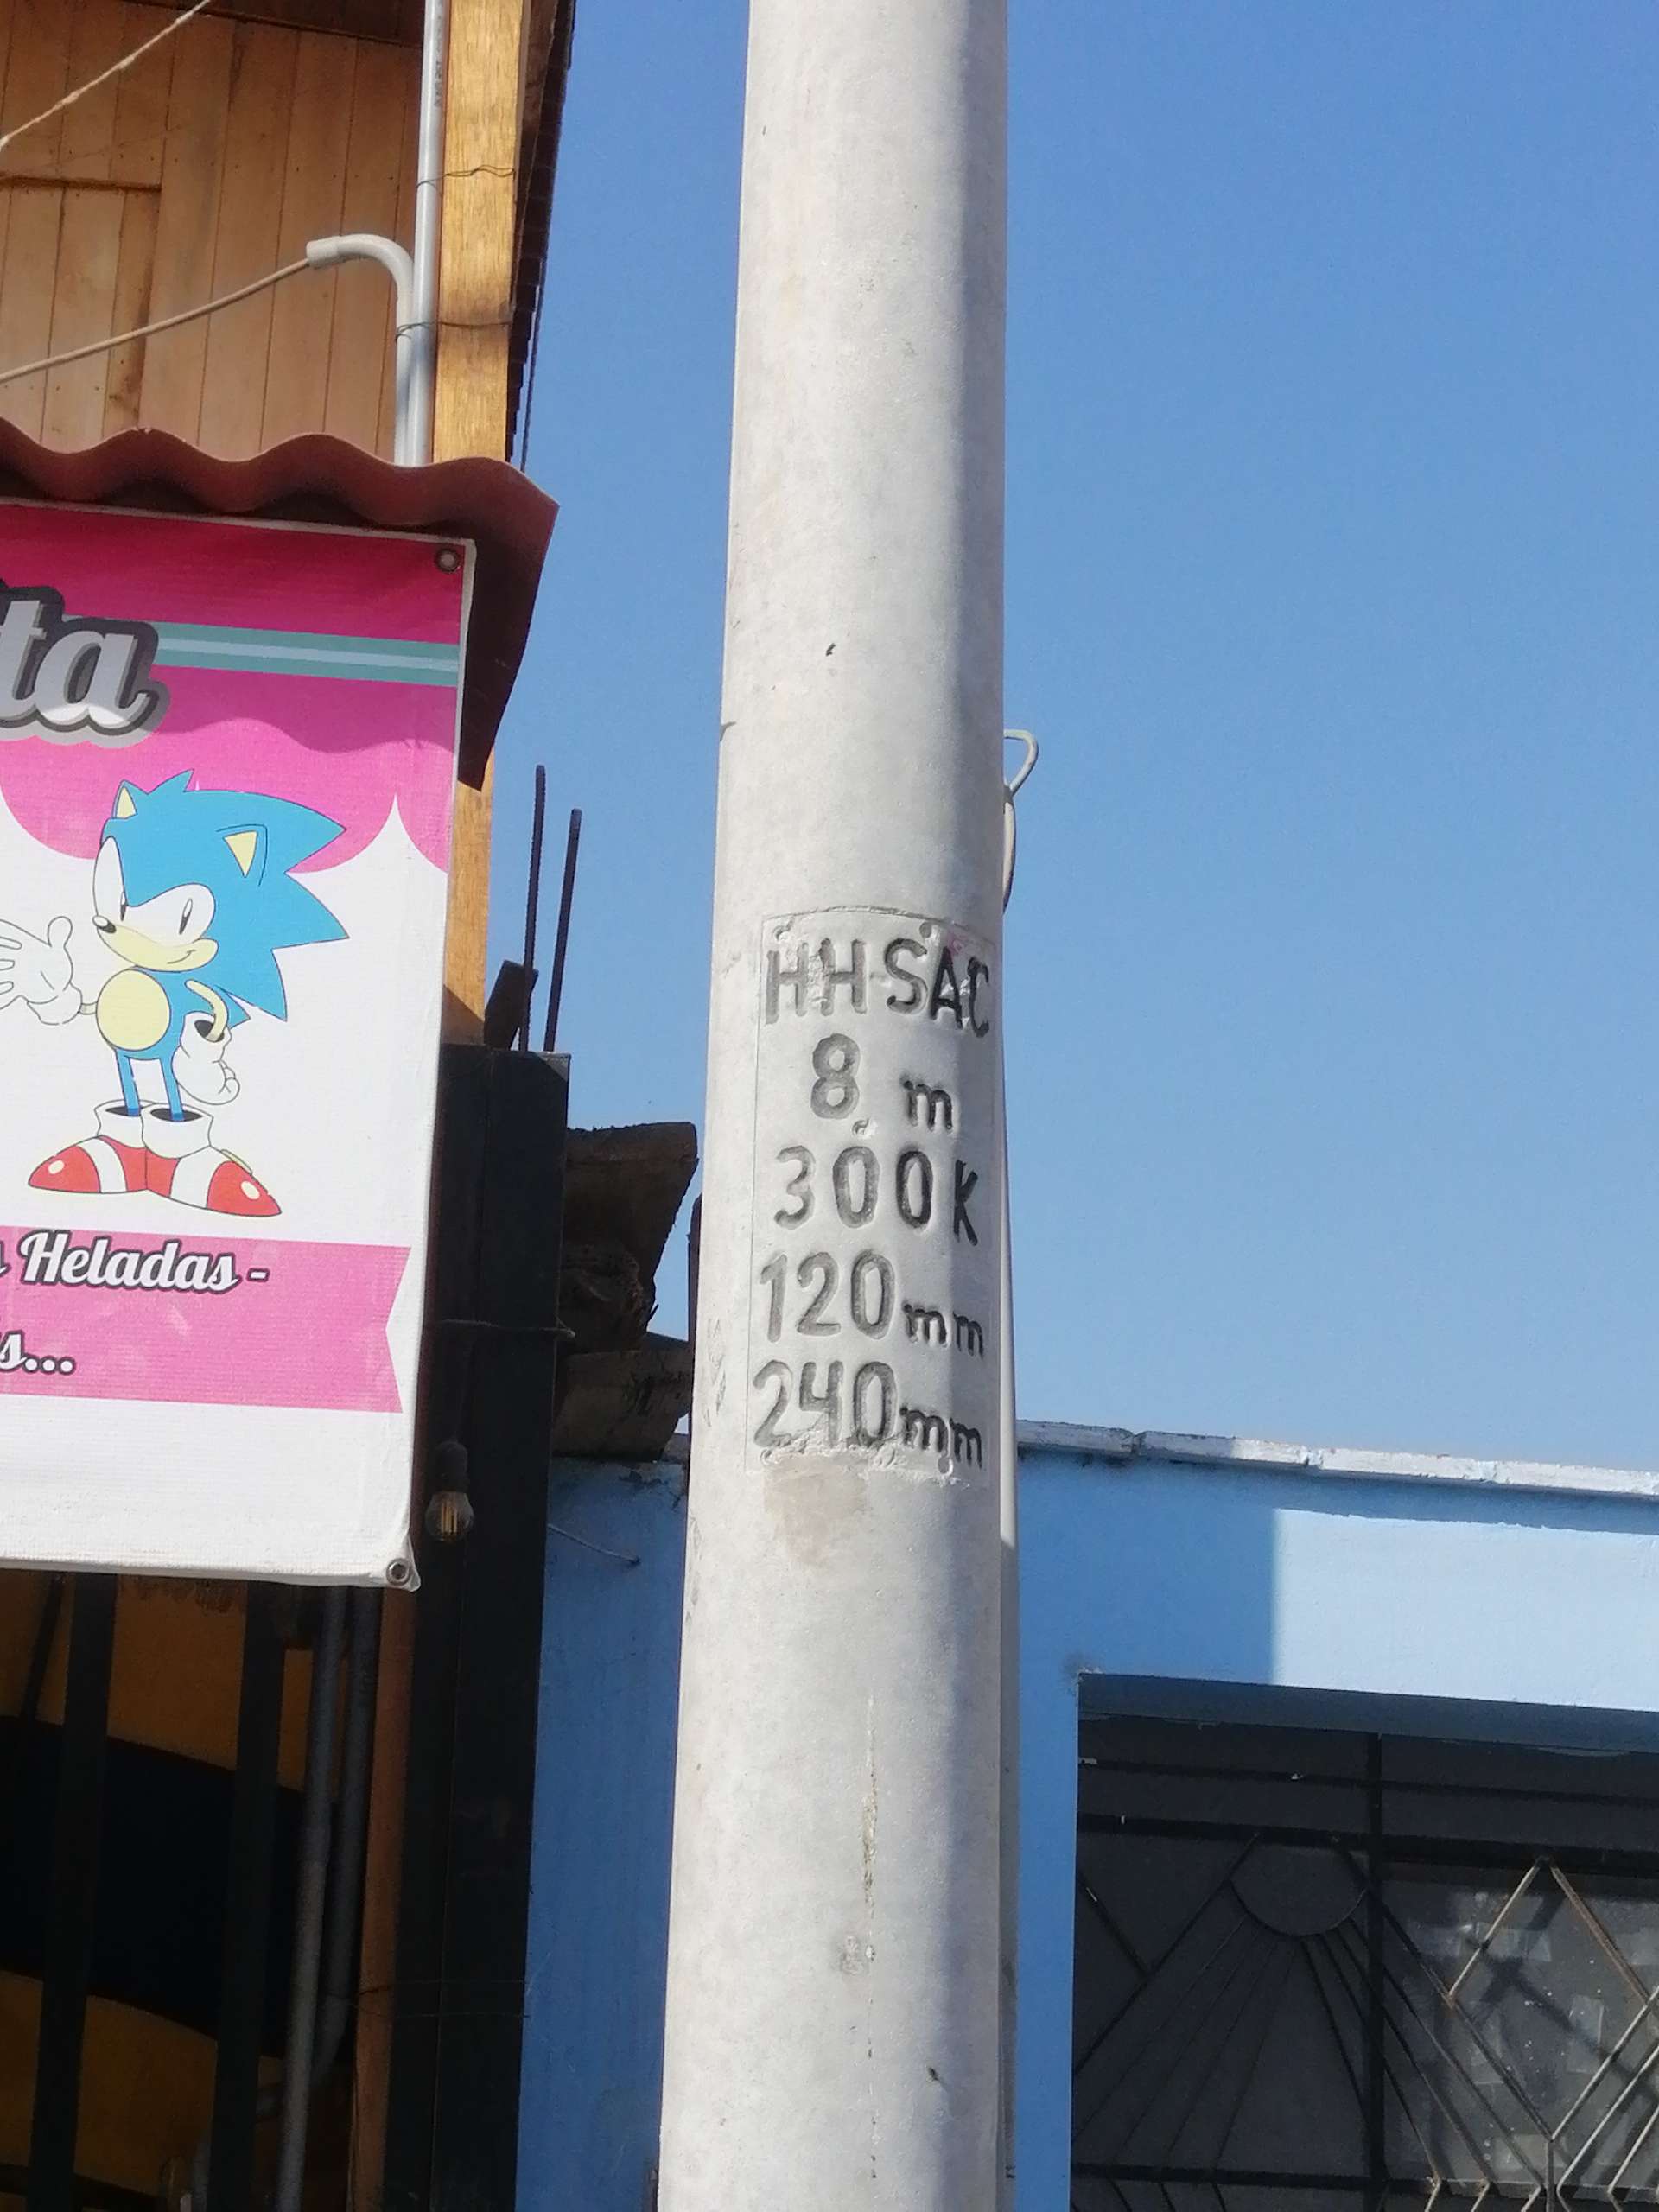 ta
Heladas -
s...
HHSAC
8 m
300K
120mm
240mm